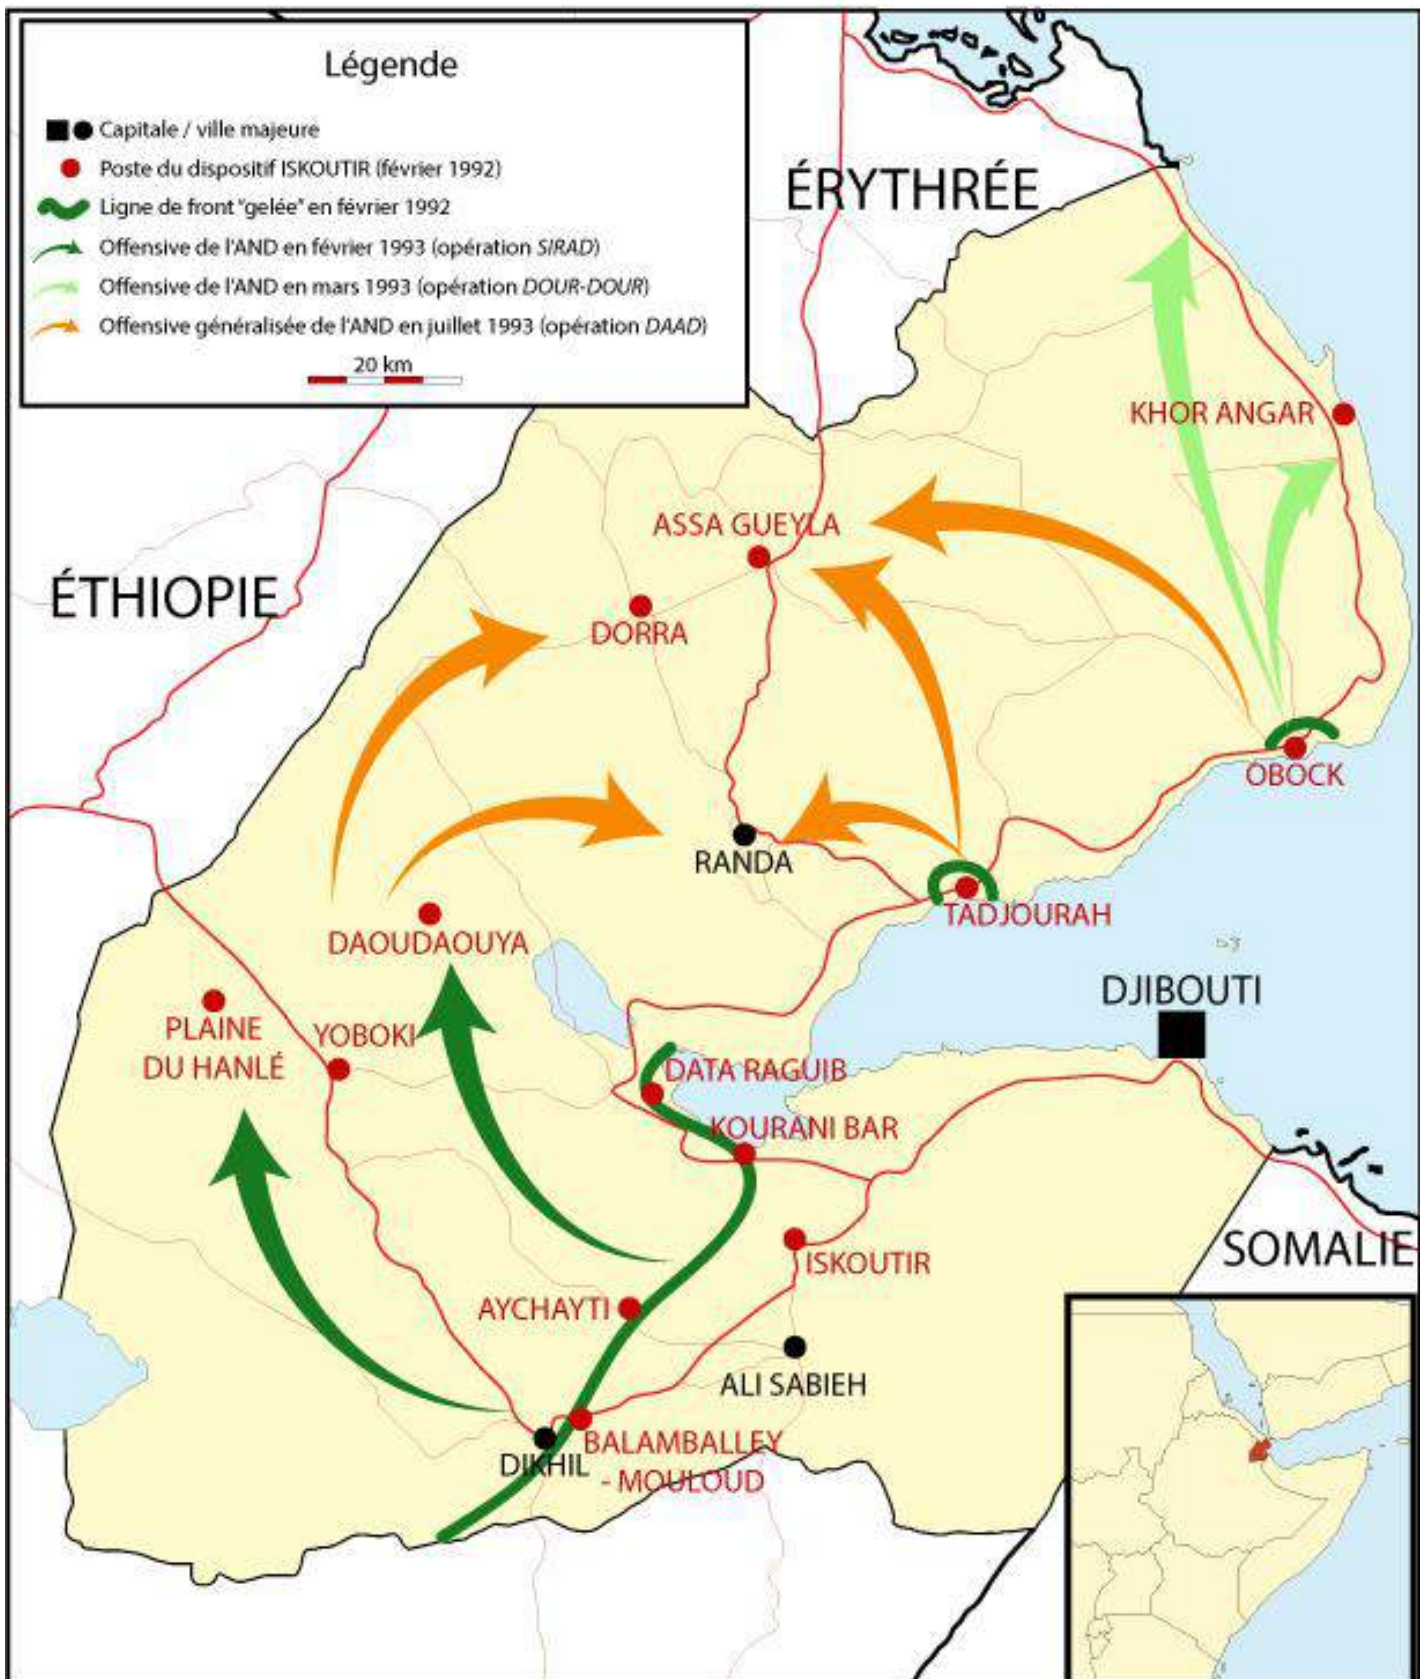 Légende
Capitale / ville majeure
Poste du dispositif ISKOUTIR (février 1992)
Ligne de front "gelée" en février 1992
Offensive de l'AND en février 1993 (opération SIRAD)
Offensive de l'AND en mars 1993 (opération DOUR-DOUR)
Offensive généralisée de l'AND en juillet 1993 (opération DAAD)
20 km
ÉRYTHRÉE
KHOR ANGAR
ASSA GUEYLA
ÉTHIOPIE
DORRA
OBOCK
RANDA
TADJOURAH
DAOUDAOUYA
DJIBOUTI
PLAINE
DU HANLÉ
YOBOKI
DATA RAGUIB
KOURANI BAR
SOMALIE
ISKOUTIR
AYCHAYTI
ALI SABIEH
DIKHIL
BALAMBALLEY
- MOULOUD